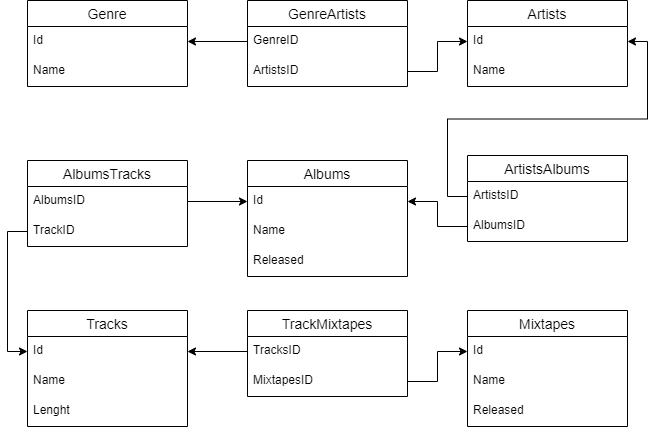 Genre
Id
Name
GenreArtists
GenreID
ArtistsID
Artists
Id
Name
AlbumsTracks
AlbumsID
TrackID
Albums
Id
Name
Released
ArtistsAlbums
ArtistsID
AlbumsID
Tracks
Id
Name
Lenght
TrackMixtapes
TracksID
MixtapesID
Mixtapes
Id
Name
Released